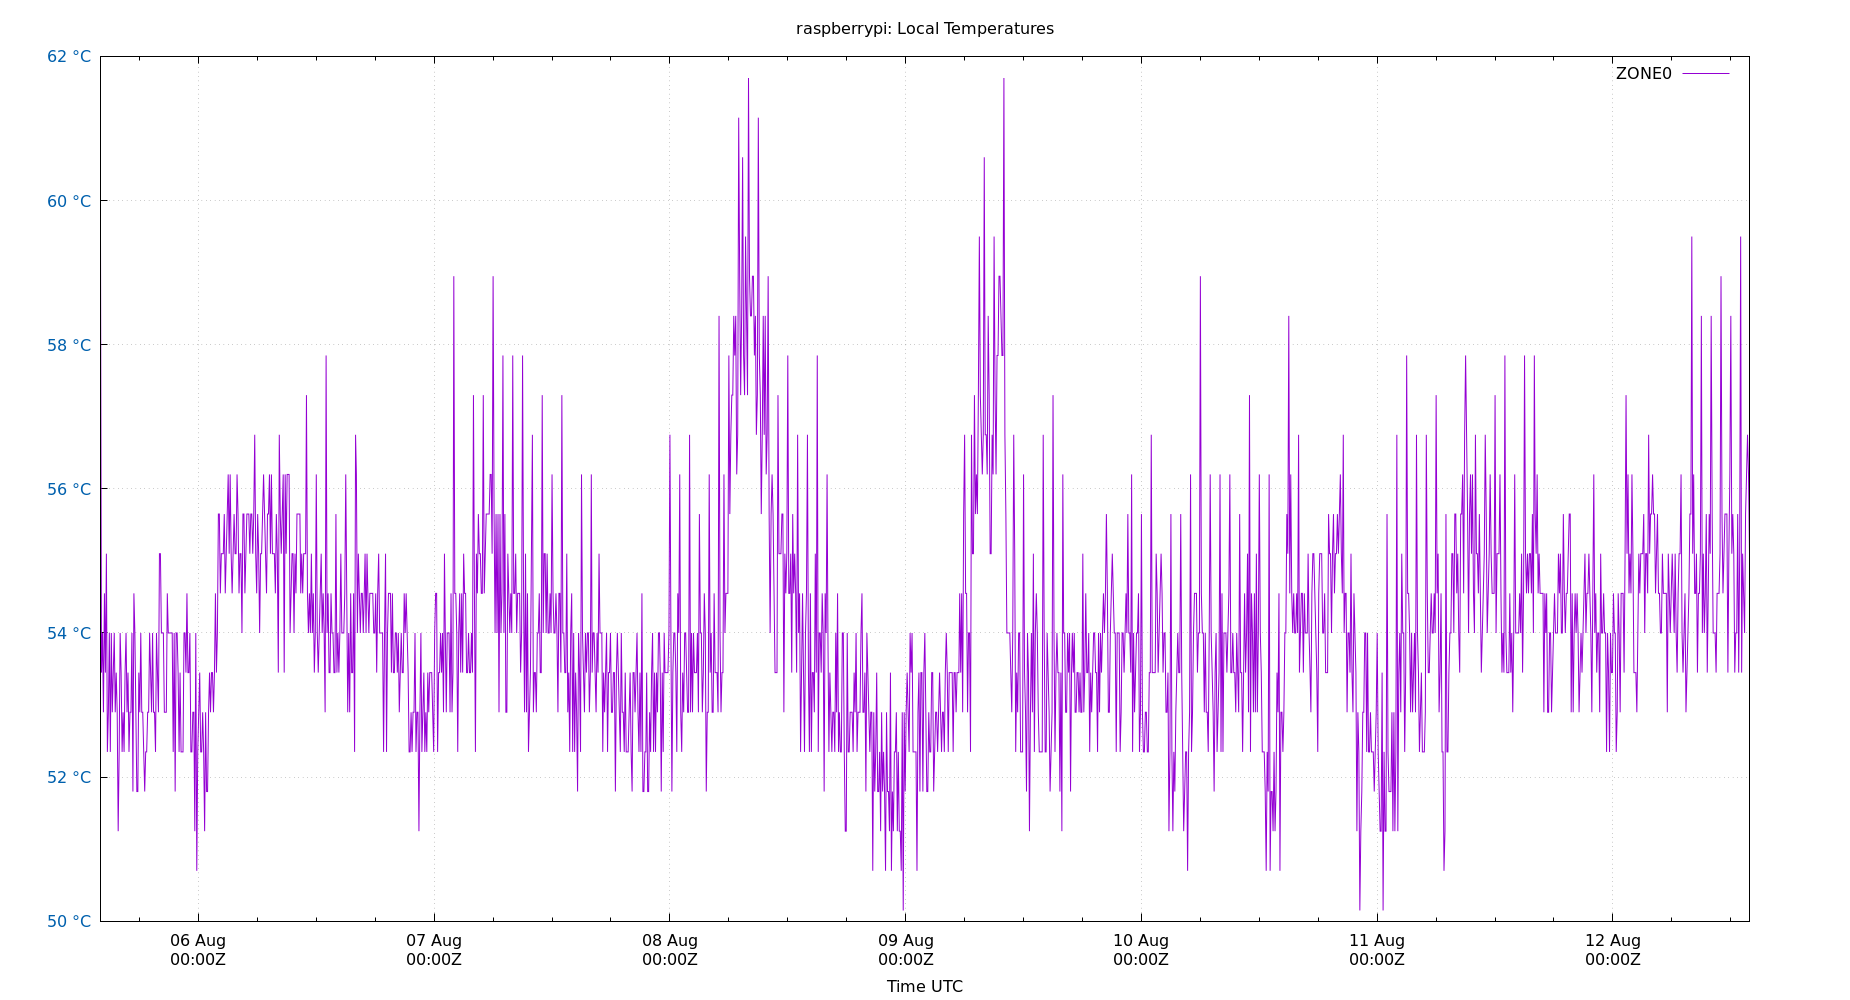 raspberrypi: Local Temperatures
62 °C
ZONE0
60 °C
58 °C
56 °C
54 °C
52 °C
50 °C
06 Aug
00:00Z
07 Aug
00:00Z
08 Aug
00:00Z
09 Aug
00:00Z
10 Aug
00:00Z
11 Aug
00:00Z
12 Aug
00:00Z
Time UTC